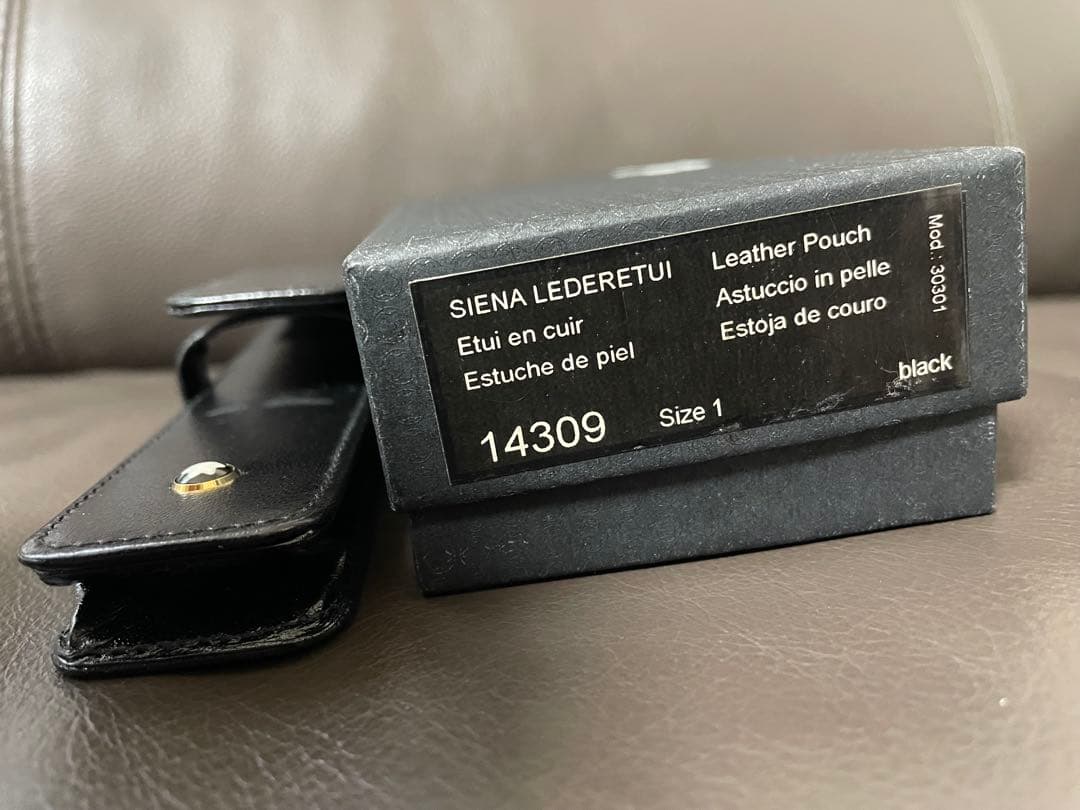 SIENA LEDERETUI
Etui en cuir
Estuche de piel
Leather Pouch
Astuccio in pelle
Estoja de couro
14309
Size 1
black
Mod.: 30301